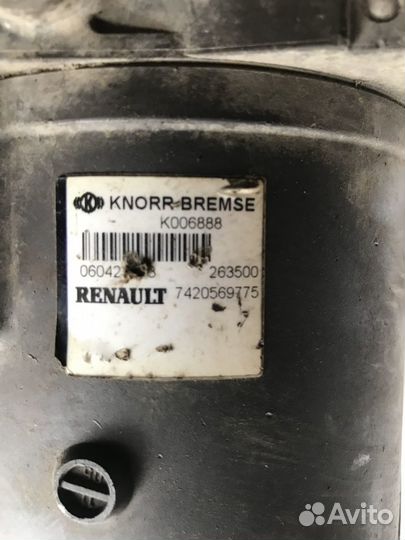 KNORR-BREMSE
K006888
263500
RENAULT 7420569775
Avito